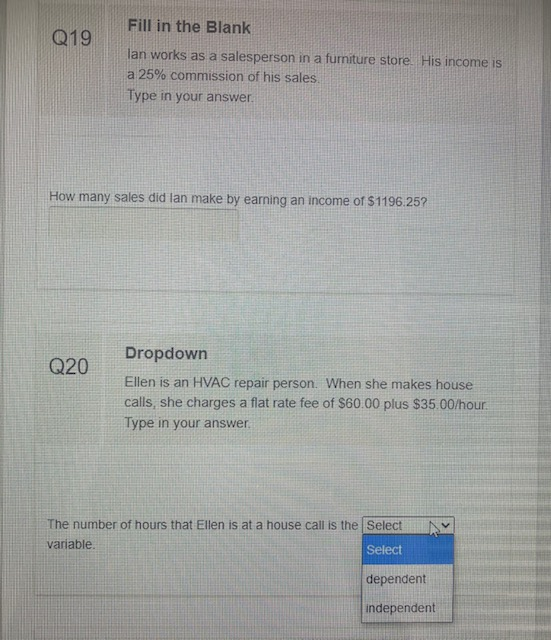 Q19
Fill in the Blank
Ian works as a salesperson in a furniture store. His income is
a 25% commission of his sales.
Type in your answer.
How many sales did Ian make by earning an income of $1196.25?
Q20
Dropdown
Ellen is an HVAC repair person. When she makes house
calls, she charges a flat rate fee of $60.00 plus $35.00/hour.
Type in your answer.
The number of hours that Ellen is at a house call is the Select
variable.
Select
dependent
independent